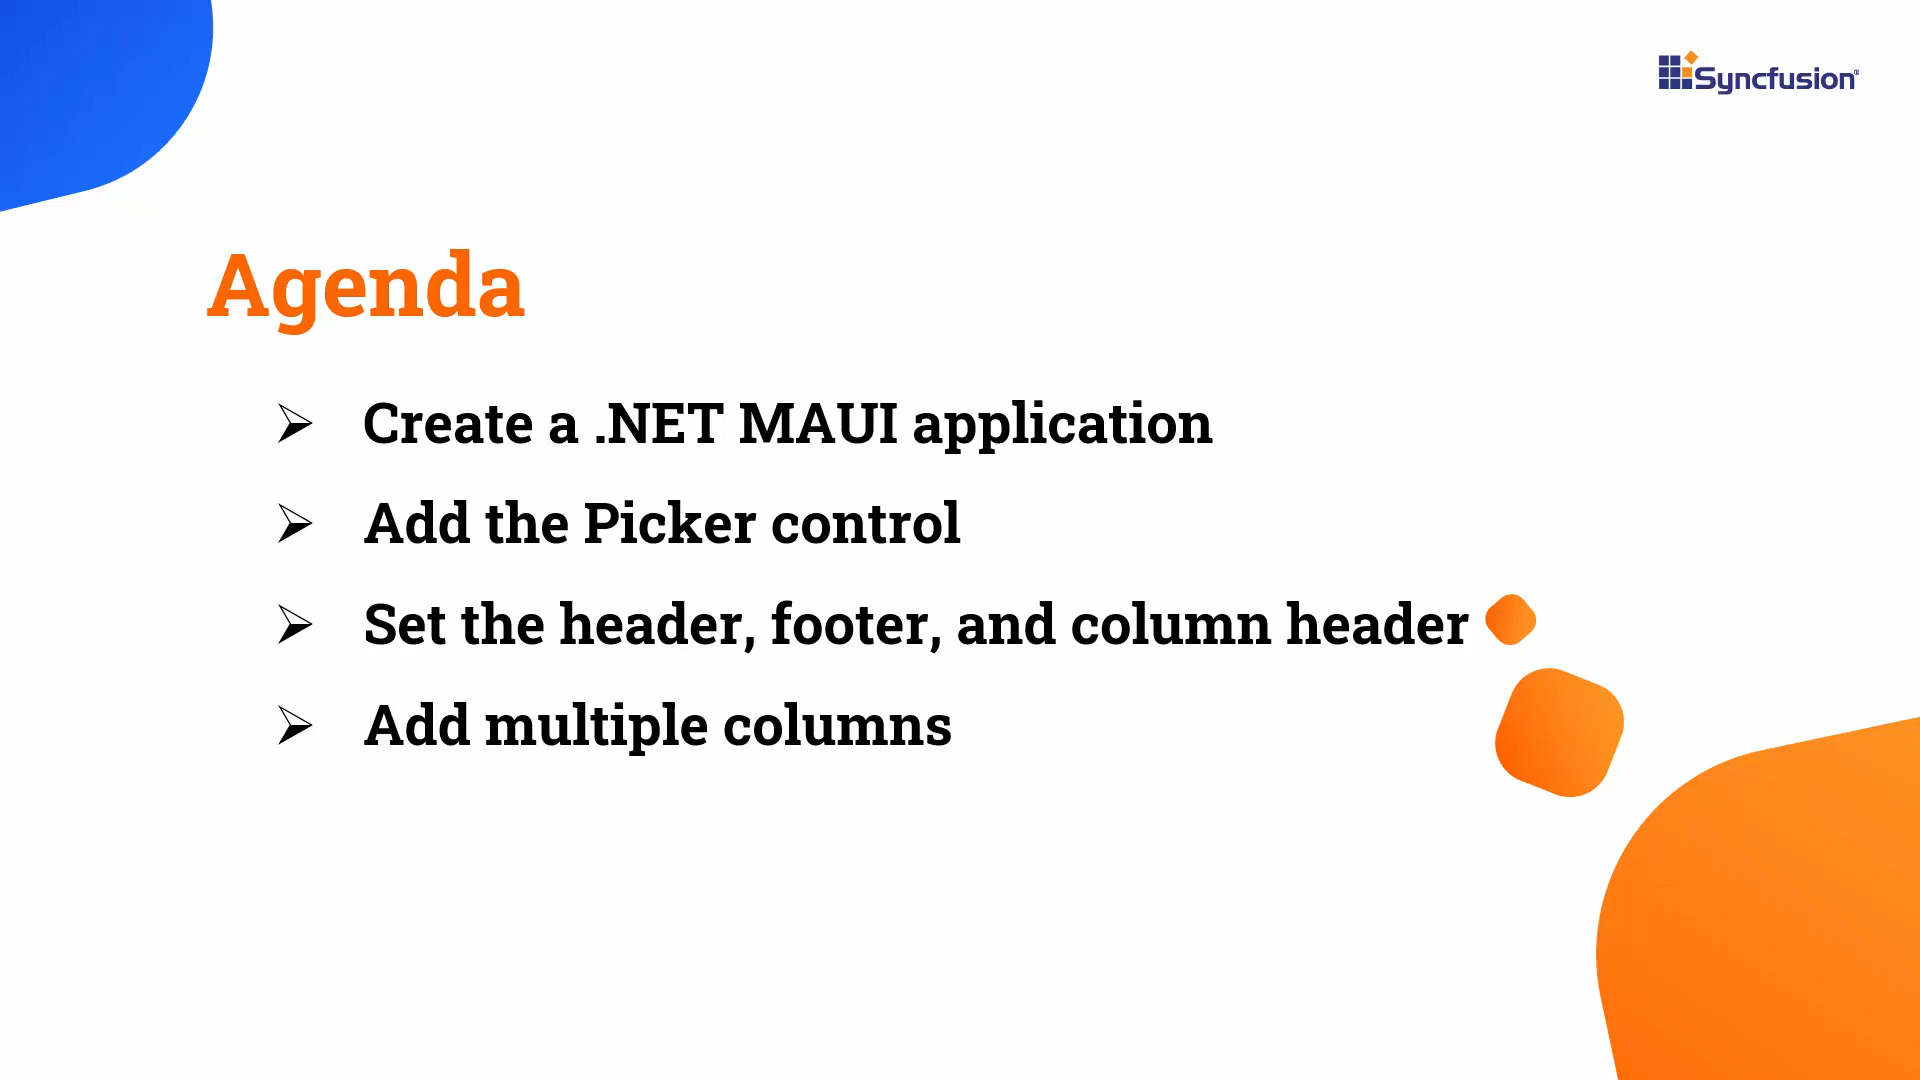 Syncfusion®
Agenda
➢ Create a .NET MAUI application
➢ Add the Picker control
➢ Set the header, footer, and column header
➢ Add multiple columns